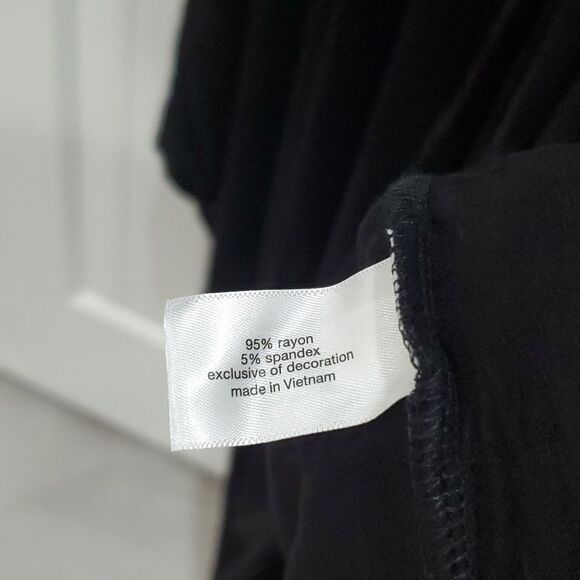 95% rayon
5% spandex
exclusive of decoration
made in Vietnam